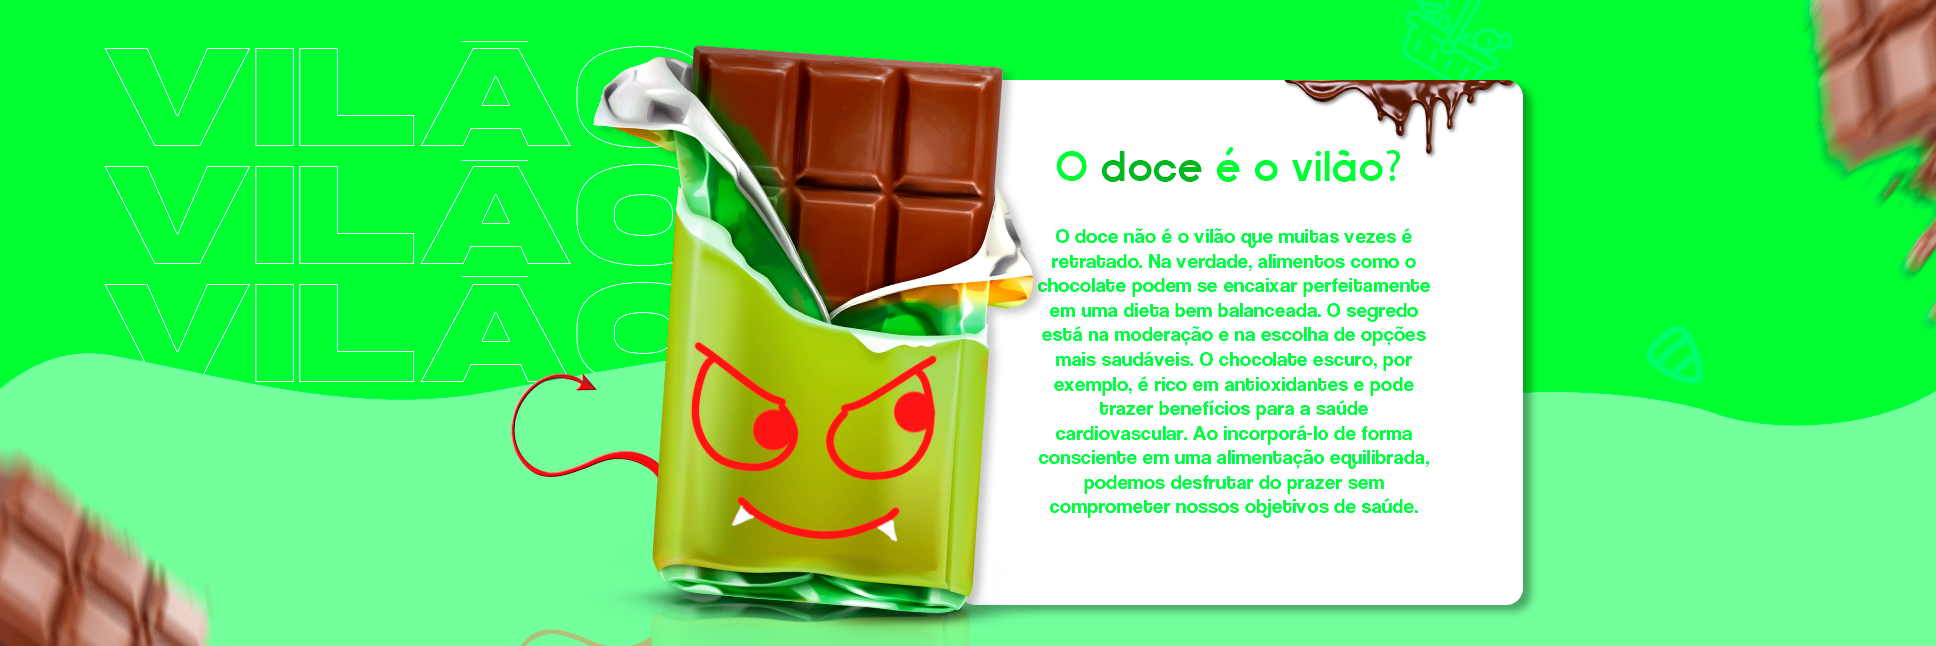 VILÃO
VILÃO
VILÃO
O doce é o vilão?
O doce não é o vilão que muitas vezes é
retratado. Na verdade, alimentos como o
chocolate podem se encaixar perfeitamente
em uma dieta bem balanceada. O segredo
está na moderação e na escolha de opções
mais saudáveis. O chocolate escuro, por
exemplo, é rico em antioxidantes e pode
trazer benefícios para a saúde
cardiovascular. Ao incorporá-lo de forma
consciente em uma alimentação equilibrada,
podemos desfrutar do prazer sem
comprometer nossos objetivos de saúde.